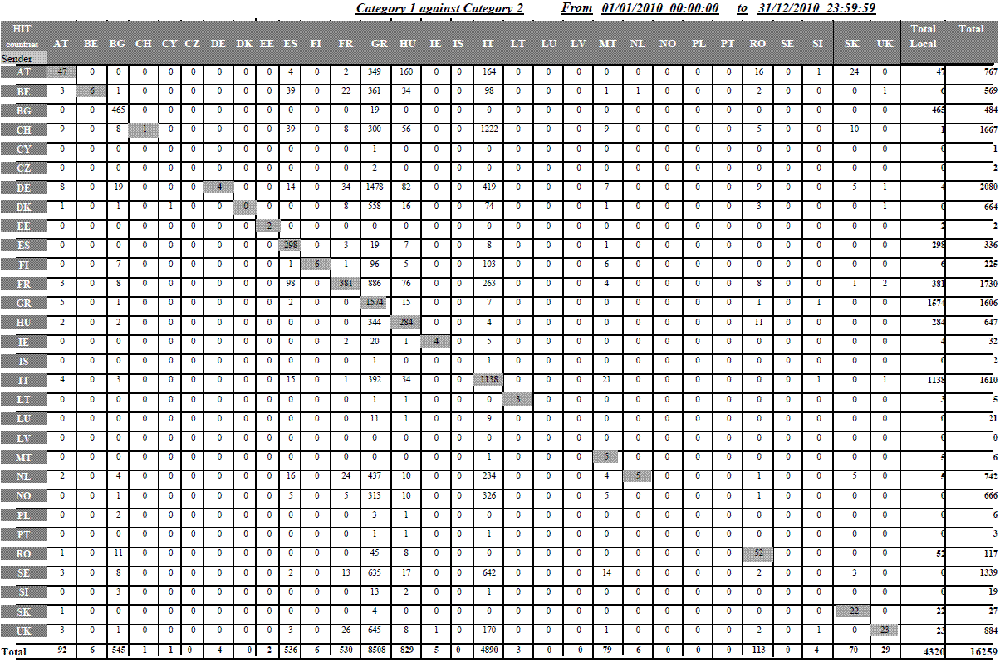 Category 1 against Category 2 From 01/01/2010 00:00:00 to 31/12/2010 23:59:59
HIT countries AT BE BG CH CY CZ DE DK EE ES FI FR GR HU IE IS IT LT LU LV MT NL NO PL PT RO SE SI SK UK Total Local Total
Sender
AT 47 0 0 0 0 0 0 0 0 4 0 2 349 160 0 0 164 0 0 0 0 0 0 0 0 16 0 1 24 0 47 767
BE 3 6 1 0 0 0 0 0 0 39 0 22 361 34 0 0 98 0 0 0 1 1 0 0 0 2 0 0 0 1 6 569
BG 0 0 465 0 0 0 0 0 0 0 0 0 19 0 0 0 0 0 0 0 0 0 0 0 0 0 0 0 0 0 465 484
CH 9 0 8 1 0 0 0 0 0 39 0 8 300 56 0 0 1222 0 0 0 9 0 0 0 0 5 0 0 10 0 1 1667
CY 0 0 0 0 0 0 0 0 0 0 0 0 1 0 0 0 0 0 0 0 0 0 0 0 0 0 0 0 0 0 0 1
CZ 0 0 0 0 0 0 0 0 0 0 0 0 2 0 0 0 0 0 0 0 0 0 0 0 0 0 0 0 0 0 0 2
DE 8 0 19 0 0 0 4 0 0 14 0 34 1478 82 0 0 419 0 0 0 7 0 0 0 0 9 0 0 5 1 4 2080
DK 1 0 1 0 1 0 0 0 0 0 0 8 558 16 0 0 74 0 0 0 1 0 0 0 0 3 0 0 0 1 0 664
EE 0 0 0 0 0 0 0 0 2 0 0 0 0 0 0 0 0 0 0 0 0 0 0 0 0 0 0 0 0 0 2 2
ES 0 0 0 0 0 0 0 0 0 298 0 3 19 7 0 0 8 0 0 0 1 0 0 0 0 0 0 0 0 0 298 336
FI 0 0 7 0 0 0 0 0 0 1 6 1 96 5 0 0 103 0 0 0 6 0 0 0 0 0 0 0 0 0 6 225
FR 3 0 8 0 0 0 0 0 0 98 0 381 886 76 0 0 263 0 0 0 4 0 0 0 0 8 0 0 1 2 381 1730
GR 5 0 1 0 0 0 0 0 0 2 0 0 1574 15 0 0 7 0 0 0 0 0 0 0 0 1 0 1 0 0 1574 1606
HU 2 0 2 0 0 0 0 0 0 0 0 0 344 284 0 0 4 0 0 0 0 0 0 0 0 11 0 0 0 0 284 647
IE 0 0 0 0 0 0 0 0 0 0 0 2 20 1 4 0 5 0 0 0 0 0 0 0 0 0 0 0 0 0 4 32
IS 0 0 0 0 0 0 0 0 0 0 0 0 1 0 0 0 1 0 0 0 0 0 0 0 0 0 0 0 0 0 0 2
IT 4 0 3 0 0 0 0 0 0 15 0 1 392 34 0 0 1138 0 0 0 21 0 0 0 0 0 0 1 0 1 1138 1610
LT 0 0 0 0 0 0 0 0 0 0 0 0 1 1 0 0 0 3 0 0 0 0 0 0 0 0 0 0 0 0 3 5
LU 0 0 0 0 0 0 0 0 0 0 0 0 11 1 0 0 9 0 0 0 0 0 0 0 0 0 0 0 0 0 0 21
LV 0 0 0 0 0 0 0 0 0 0 0 0 0 0 0 0 0 0 0 0 0 0 0 0 0 0 0 0 0 0 0 0
MT 0 0 0 0 0 0 0 0 0 0 0 0 0 0 0 0 1 0 0 0 5 0 0 0 0 0 0 0 0 0 5 6
NL 2 0 4 0 0 0 0 0 0 16 0 24 437 10 0 0 234 0 0 0 4 5 0 0 0 1 0 0 5 0 5 742
NO 0 0 1 0 0 0 0 0 0 5 0 5 313 10 0 0 326 0 0 0 5 0 0 0 0 1 0 0 0 0 0 666
PL 0 0 2 0 0 0 0 0 0 0 0 0 3 1 0 0 0 0 0 0 0 0 0 0 0 0 0 0 0 0 0 6
PT 0 0 0 0 0 0 0 0 0 0 0 0 1 1 0 0 1 0 0 0 0 0 0 0 0 0 0 0 0 0 0 3
RO 1 0 11 0 0 0 0 0 0 0 0 0 45 8 0 0 0 0 0 0 0 0 0 0 0 52 0 0 0 0 52 117
SE 3 0 8 0 0 0 0 0 0 2 0 13 635 17 0 0 642 0 0 0 14 0 0 0 0 2 0 0 3 0 0 1339
SI 0 0 3 0 0 0 0 0 0 0 0 0 13 2 0 0 1 0 0 0 0 0 0 0 0 0 0 0 0 0 0 19
SK 1 0 0 0 0 0 0 0 0 0 0 0 4 0 0 0 0 0 0 0 0 0 0 0 0 0 0 0 22 0 22 27
UK 3 0 1 0 0 0 0 0 0 3 0 26 645 8 1 0 170 0 0 0 1 0 0 0 0 2 0 1 0 23 23 884
Total 92 6 545 1 1 0 4 0 2 536 6 530 8508 829 5 0 4890 3 0 0 79 6 0 0 0 113 0 4 70 29 4320 16259